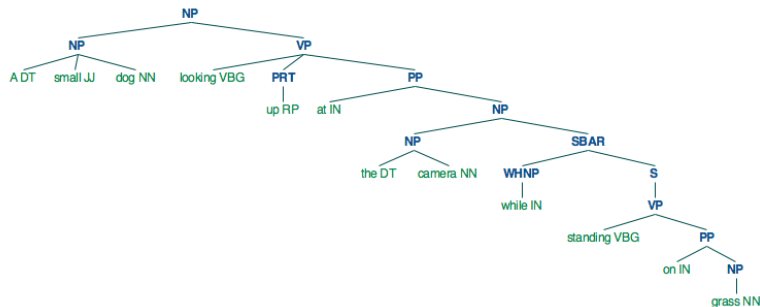 NP
NP VP
A DT small JJ dog NN looking VBG PRT PP
up RP at IN NP
NP SBAR
the DT camera NN WHNP S
while IN VP
standing VBG PP
on IN NP
grass NN